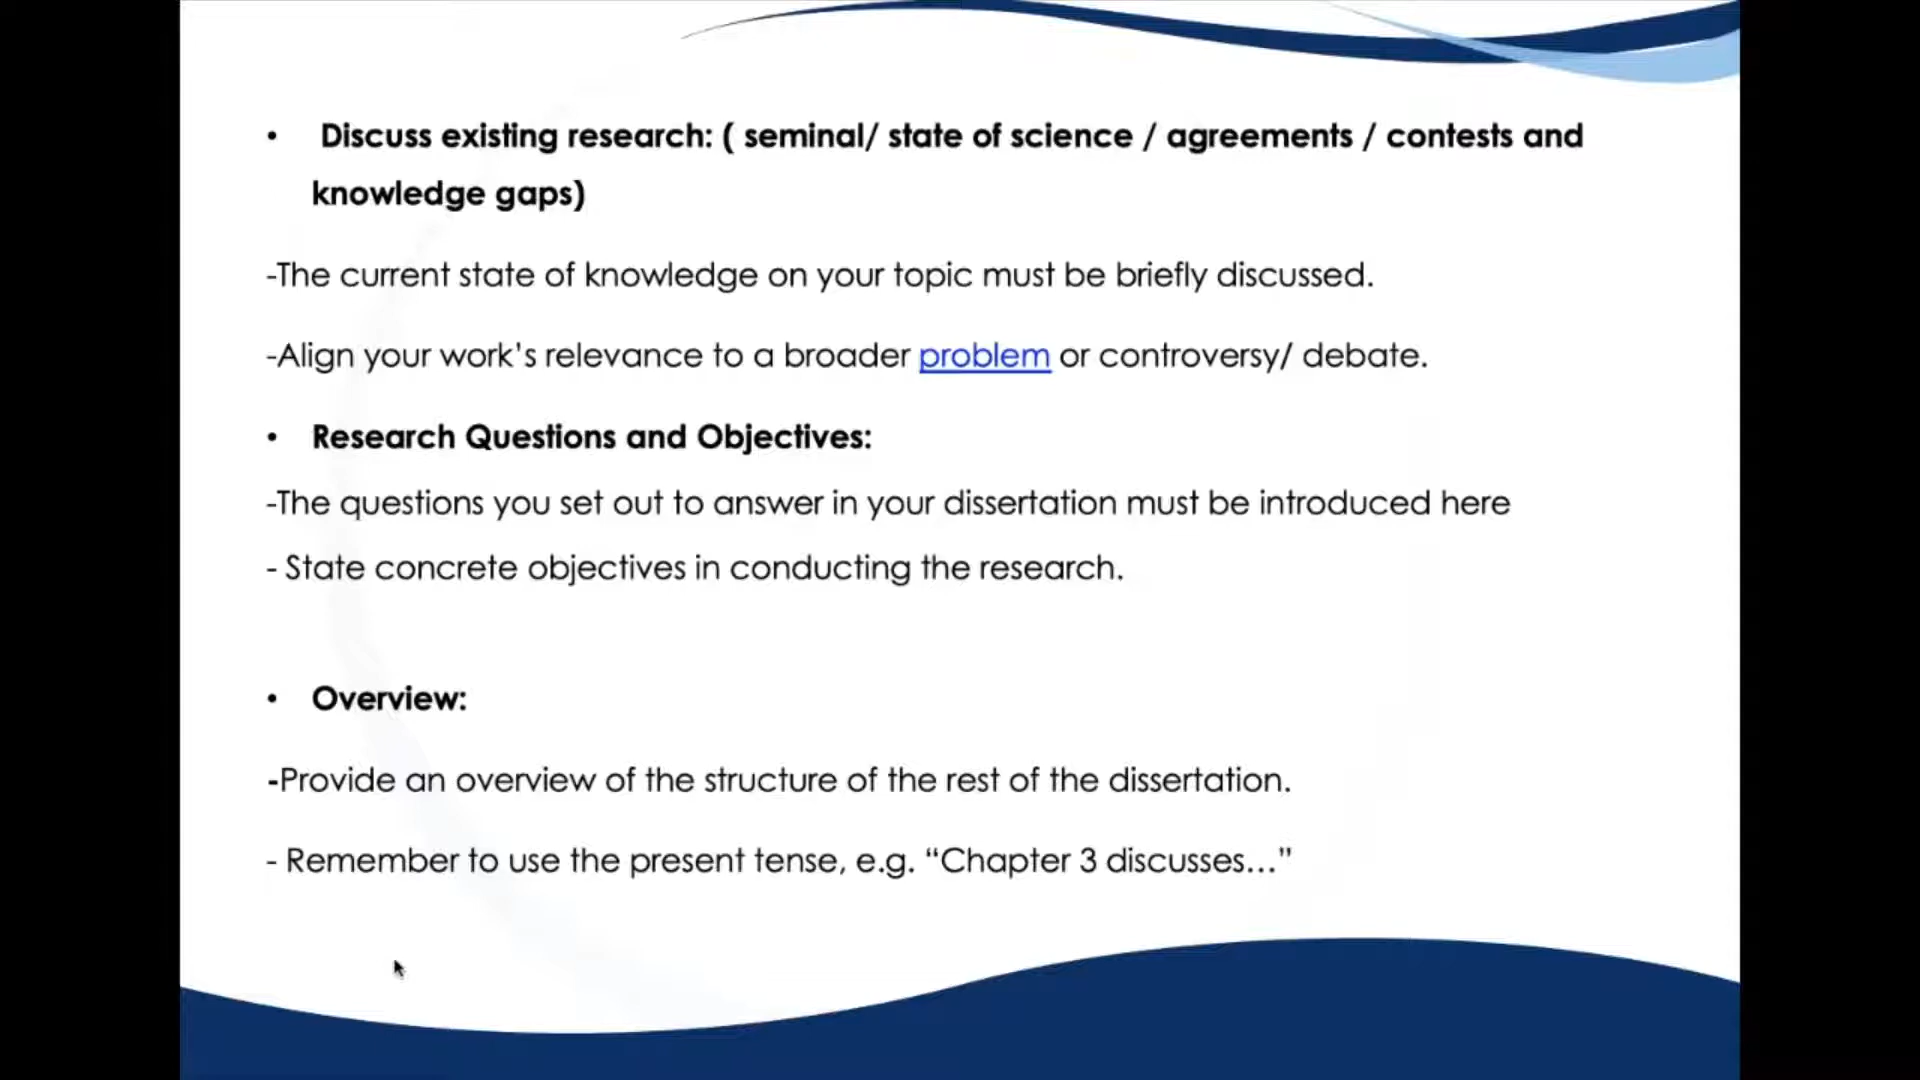 • Discuss existing research: ( seminal/ state of science / agreements / contests and
knowledge gaps)
-The current state of knowledge on your topic must be briefly discussed.
-Align your work’s relevance to a broader problem or controversy/ debate.
• Research Questions and Objectives:
-The questions you set out to answer in your dissertation must be introduced here
- State concrete objectives in conducting the research.
• Overview:
-Provide an overview of the structure of the rest of the dissertation.
- Remember to use the present tense, e.g. “Chapter 3 discusses…”